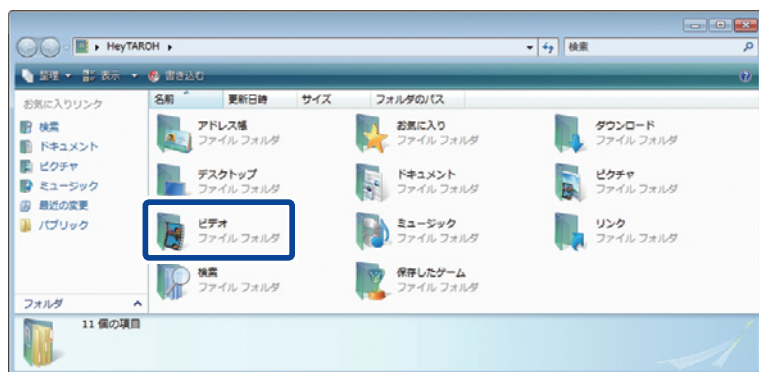 HeyTAROH
検索
整理 表示 書き込む
お気に入りリンク
検索
ドキュメント
ピクチャ
ミュージック
最近の変更
パブリック
フォルダ
名前 更新日時 サイズ フォルダのパス
アドレス帳
ファイル フォルダ
お気に入り
ファイル フォルダ
ダウンロード
ファイル フォルダ
デスクトップ
ファイル フォルダ
ドキュメント
ファイル フォルダ
ピクチャ
ファイル フォルダ
ビデオ
ファイル フォルダ
ミュージック
ファイル フォルダ
リンク
ファイル フォルダ
検索
ファイル フォルダ
保存したゲーム
ファイル フォルダ
11 個の項目